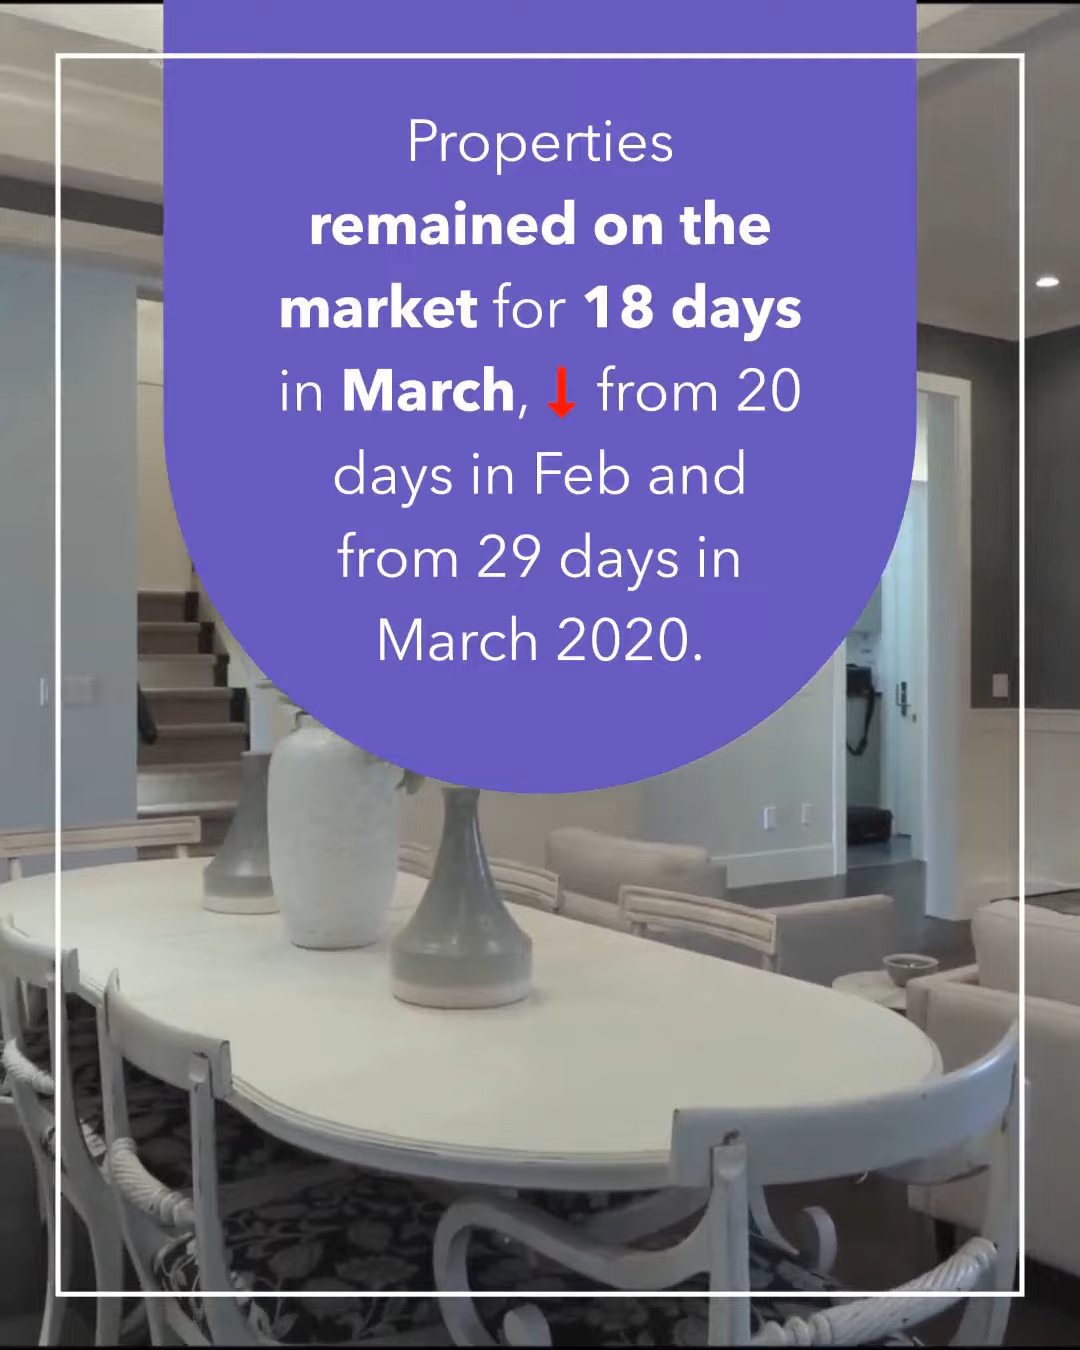 Properties
remained on the
market for 18 days
in March, ↓ from 20
days in Feb and
from 29 days in
March 2020.